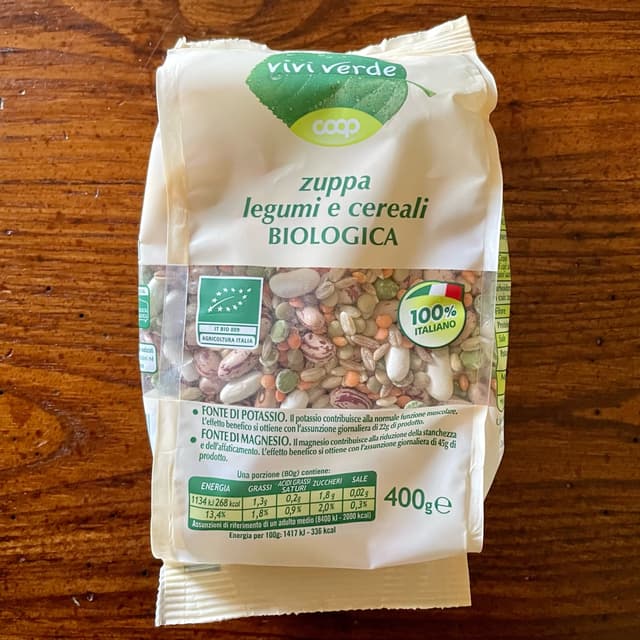 vivi verde
coop
zuppa
legumi e cereali
BIOLOGICA
IT BIO 009
AGRICOLTURA ITALIA
100%
ITALIANO
• FONTE DI POTASSIO. Il potassio contribuisce alla normale funzione muscolare.
L'effetto benefico si ottiene con l'assunzione giornaliera di 22g di prodotto.
• FONTE DI MAGNESIO. Il magnesio contribuisce alla riduzione della stanchezza
e dell'affaticamento. L'effetto benefico si ottiene con l'assunzione giornaliera di 45g di
prodotto.
Una porzione (80g) contiene:
ENERGIA GRASSI ACIDI GRASSI SATURI ZUCCHERI SALE
1134 kJ 268 kcal 1,3g 0,2g 1,8g 0,02g
13,4% 1,8% 0,9% 2,0% 0,3%
Assunzioni di riferimento di un adulto medio (8400 kJ - 2000 kcal)
Energia per 100g: 1417 kJ - 336 kcal
400g e